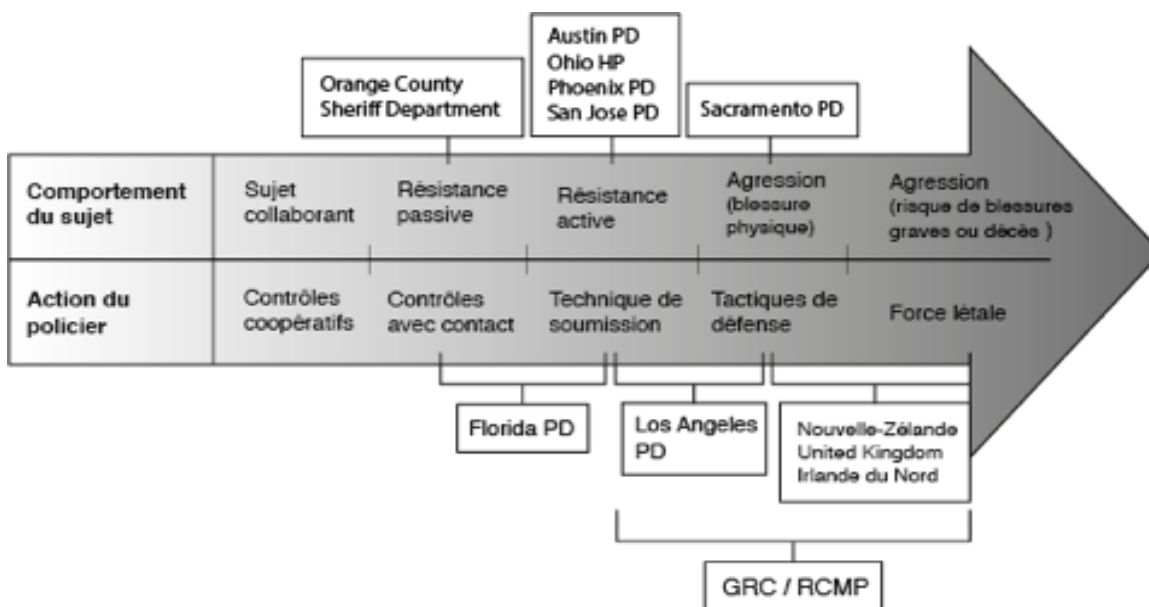 Austin PD
Ohio HP
Phoenix PD
San Jose PD
Orange County
Sheriff Department
Sacramento PD
Comportement
du sujet
Sujet
collaborant
Résistance
passive
Résistance
active
Agression
(blessure
physique)
Agression
(risque de blessures
graves ou décès )
Action du
policier
Contrôles
coopératifs
Contrôles
avec contact
Technique de
soumission
Tactiques de
défense
Force létale
Florida PD
Los Angeles
PD
Nouvelle-Zélande
United Kingdom
Irlande du Nord
GRC / RCMP